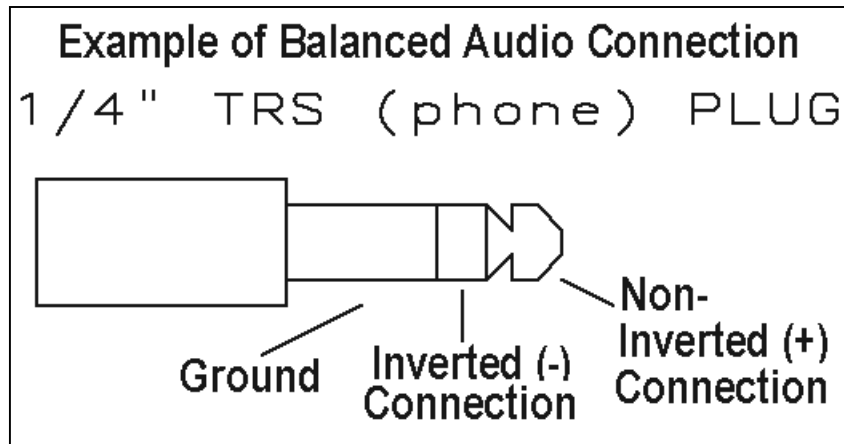 Example of Balanced Audio Connection
1/4" TRS (phone) PLUG
Ground
Inverted (-)
Connection
Non-
Inverted (+)
Connection